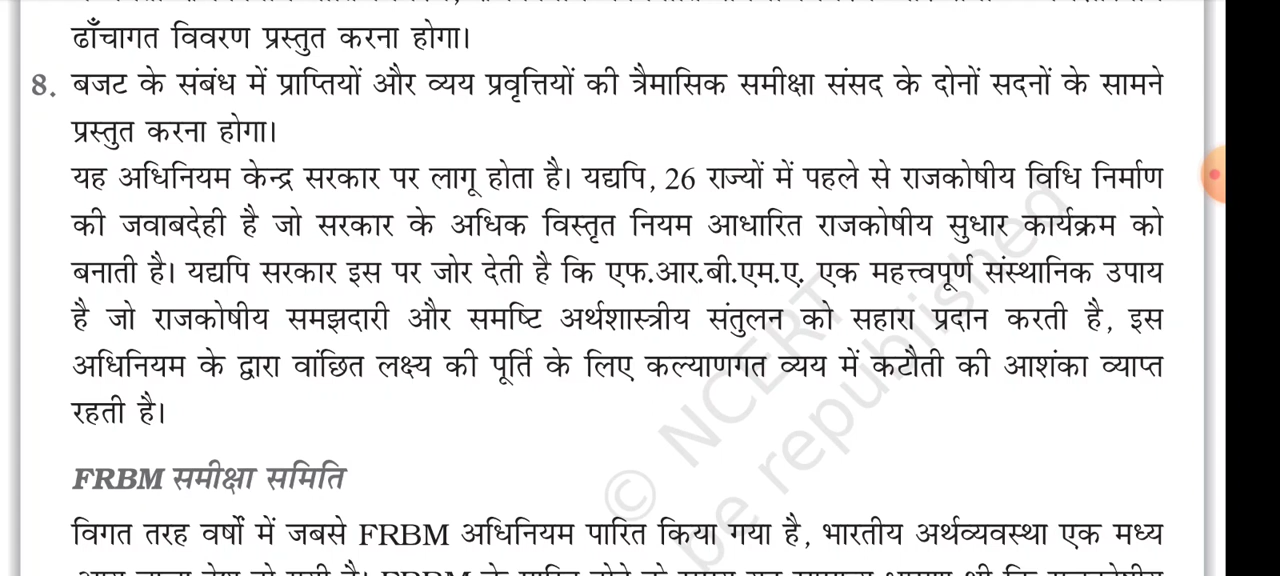 ढाँचागत विवरण प्रस्तुत करना होगा।
8. बजट के संबंध में प्राप्तियों और व्यय प्रवृत्तियों की त्रैमासिक समीक्षा संसद के दोनों सदनों के सामने
प्रस्तुत करना होगा।
यह अधिनियम केन्द्र सरकार पर लागू होता है। यद्यपि, 26 राज्यों में पहले से राजकोषीय विधि निर्माण
की जवाबदेही है जो सरकार के अधिक विस्तृत नियम आधारित राजकोषीय सुधार कार्यक्रम को
बनाती है। यद्यपि सरकार इस पर जोर देती है कि एफ.आर.बी.एम.ए. एक महत्त्वपूर्ण संस्थानिक उपाय
है जो राजकोषीय समझदारी और समष्टि अर्थशास्त्रीय संतुलन को सहारा प्रदान करती है, इस
अधिनियम के द्वारा वांछित लक्ष्य की पूर्ति के लिए कल्याणगत व्यय में कटौती की आशंका व्याप्त
रहती है।
FRBM समीक्षा समिति
विगत तरह वर्षों में जबसे FRBM अधिनियम पारित किया गया है, भारतीय अर्थव्यवस्था एक मध्य
© NCERT
be republished